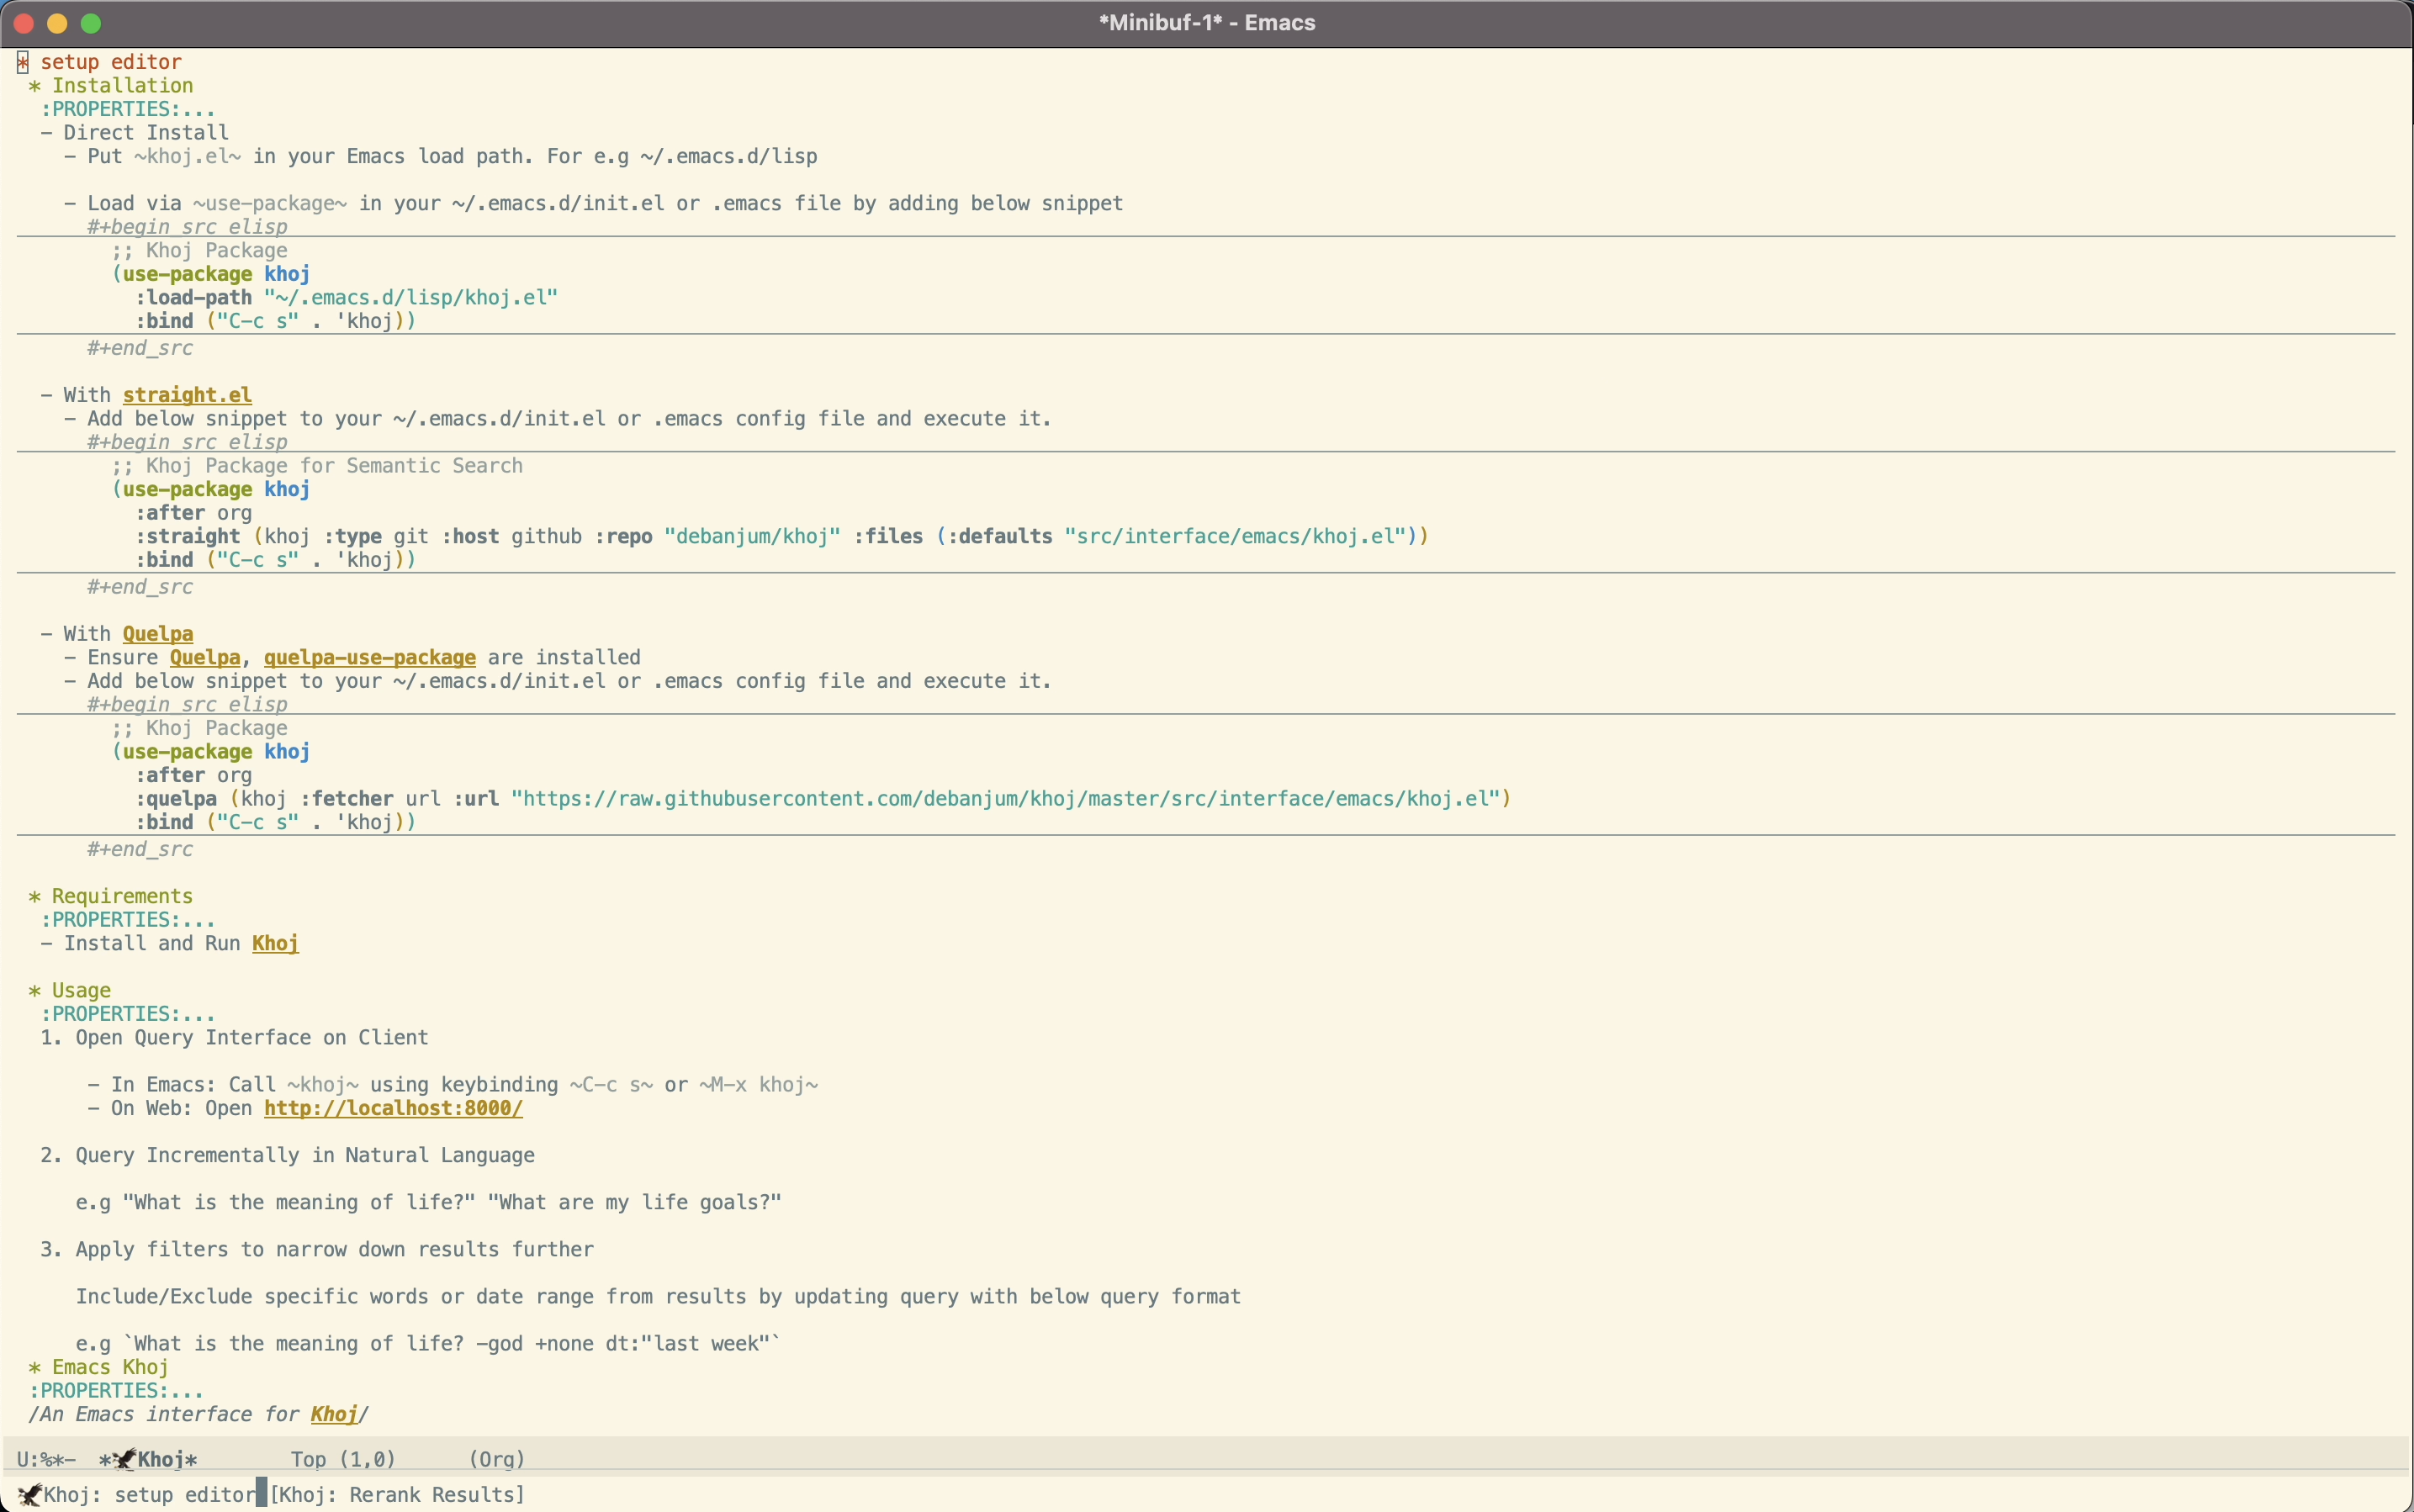 *Minibuf-1* - Emacs
* setup editor
* Installation
:PROPERTIES:...
- Direct Install
- Put ~khoj.el~ in your Emacs load path. For e.g ~/.emacs.d/lisp
- Load via ~use-package~ in your ~/.emacs.d/init.el or .emacs file by adding below snippet
#+begin_src elisp
;; Khoj Package
(use-package khoj
:load-path "~/.emacs.d/lisp/khoj.el"
:bind ("C-c s" . 'khoj))
#+end_src
- With straight.el
- Add below snippet to your ~/.emacs.d/init.el or .emacs config file and execute it.
#+begin_src elisp
;; Khoj Package for Semantic Search
(use-package khoj
:after org
:straight (khoj :type git :host github :repo "debanjum/khoj" :files (:defaults "src/interface/emacs/khoj.el"))
:bind ("C-c s" . 'khoj))
#+end_src
- With Quelpa
- Ensure Quelpa, quelpa-use-package are installed
- Add below snippet to your ~/.emacs.d/init.el or .emacs config file and execute it.
#+begin_src elisp
;; Khoj Package
(use-package khoj
:after org
:quelpa (khoj :fetcher url :url "https://raw.githubusercontent.com/debanjum/khoj/master/src/interface/emacs/khoj.el")
:bind ("C-c s" . 'khoj))
#+end_src
* Requirements
:PROPERTIES:...
- Install and Run Khoj
* Usage
:PROPERTIES:...
1. Open Query Interface on Client
- In Emacs: Call ~khoj~ using keybinding ~C-c s~ or ~M-x khoj~
- On Web: Open http://localhost:8000/
2. Query Incrementally in Natural Language
e.g "What is the meaning of life?" "What are my life goals?"
3. Apply filters to narrow down results further
Include/Exclude specific words or date range from results by updating query with below query format
e.g `What is the meaning of life? -god +none dt:"last week"`
* Emacs Khoj
:PROPERTIES:...
/An Emacs interface for Khoj/
U:%*- *🦅Khoj* Top (1,0) (Org)
🦅Khoj: setup editor [Khoj: Rerank Results]